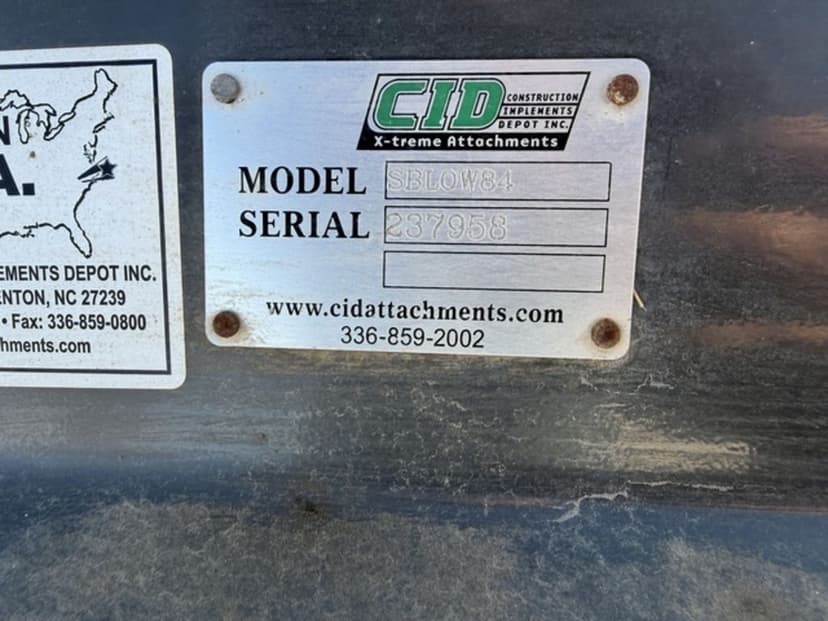 N
A.
EMENTS DEPOT INC.
ENTON, NC 27239
• Fax: 336-859-0800
hments.com
CID
CONSTRUCTION
IMPLEMENTS
DEPOT INC.
X-treme Attachments
MODEL SBLOW84
SERIAL 237958
www.cidattachments.com
336-859-2002